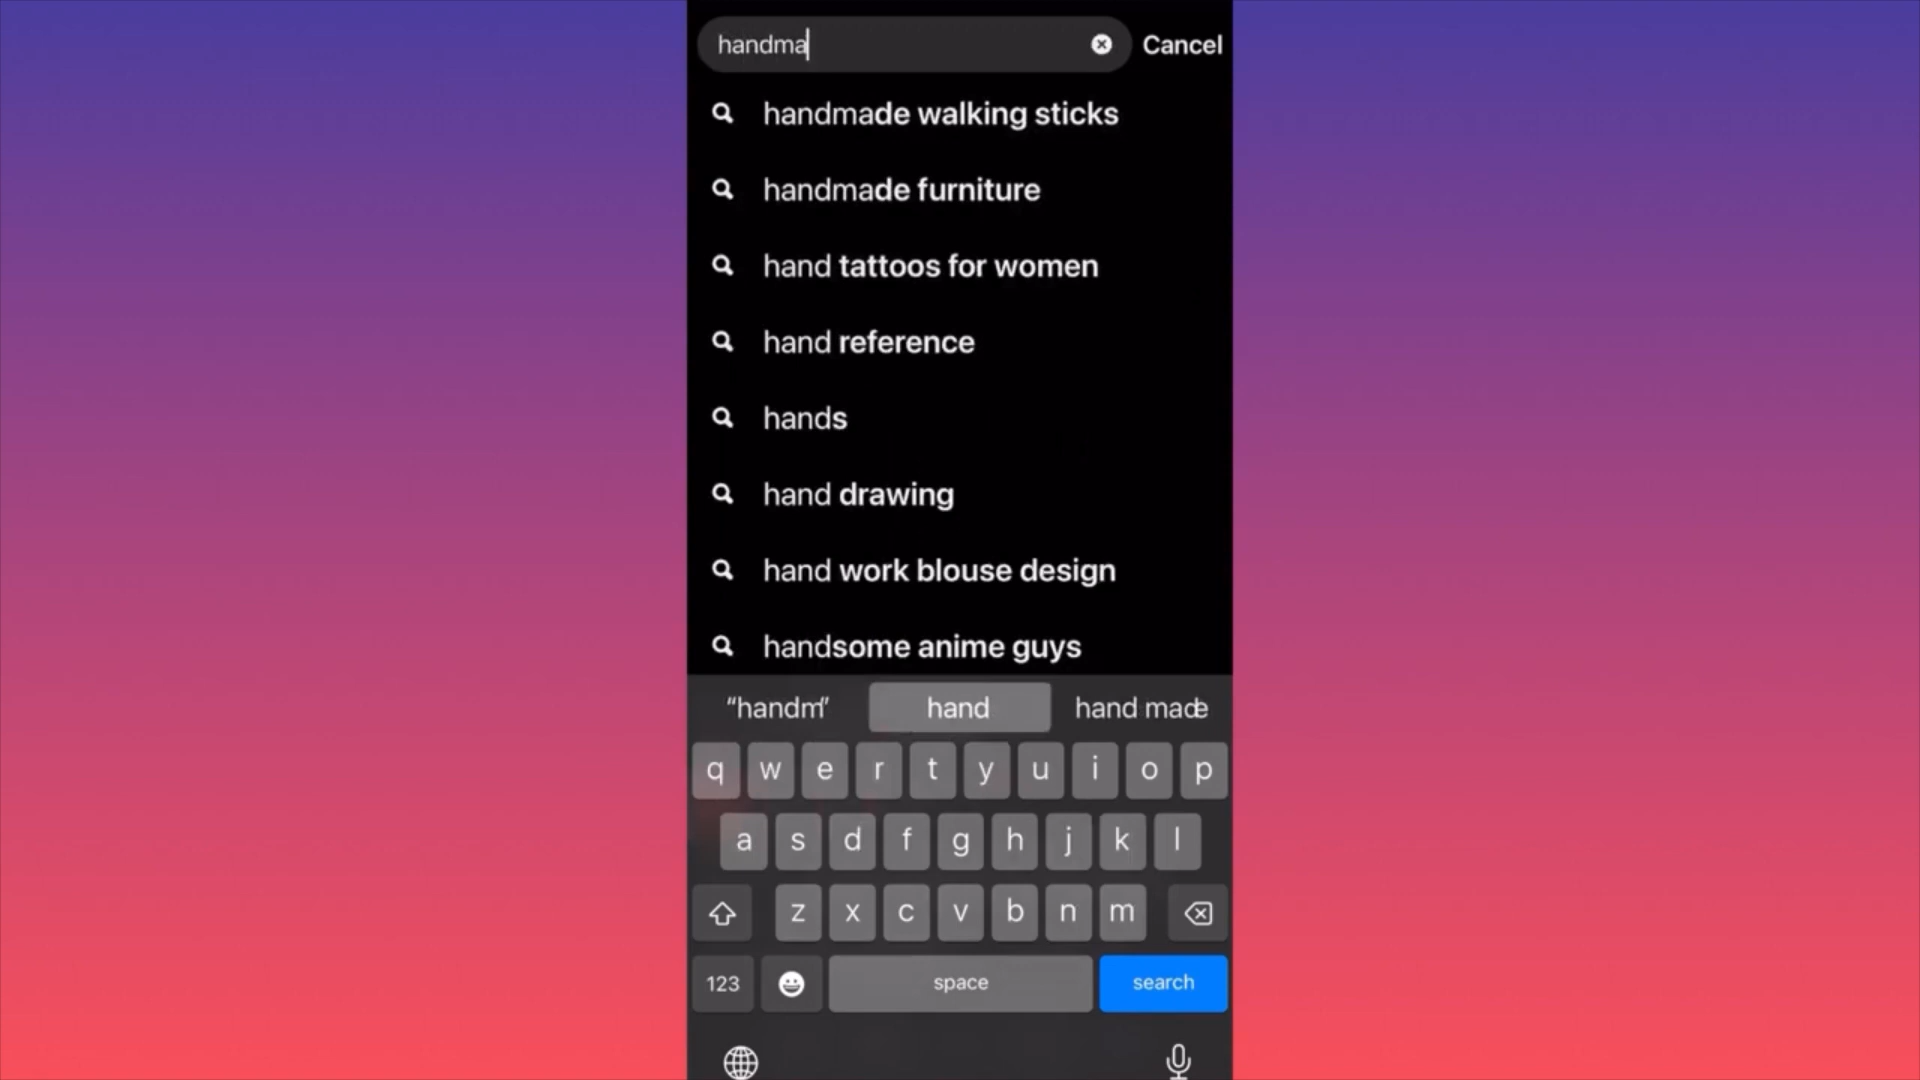 handma
Cancel
handmade walking sticks
handmade furniture
hand tattoos for women
hand reference
hands
hand drawing
hand work blouse design
handsome anime guys
“handm” hand hand made
q w e r t y u i o p
a s d f g h j k l
z x c v b n m
123 space search